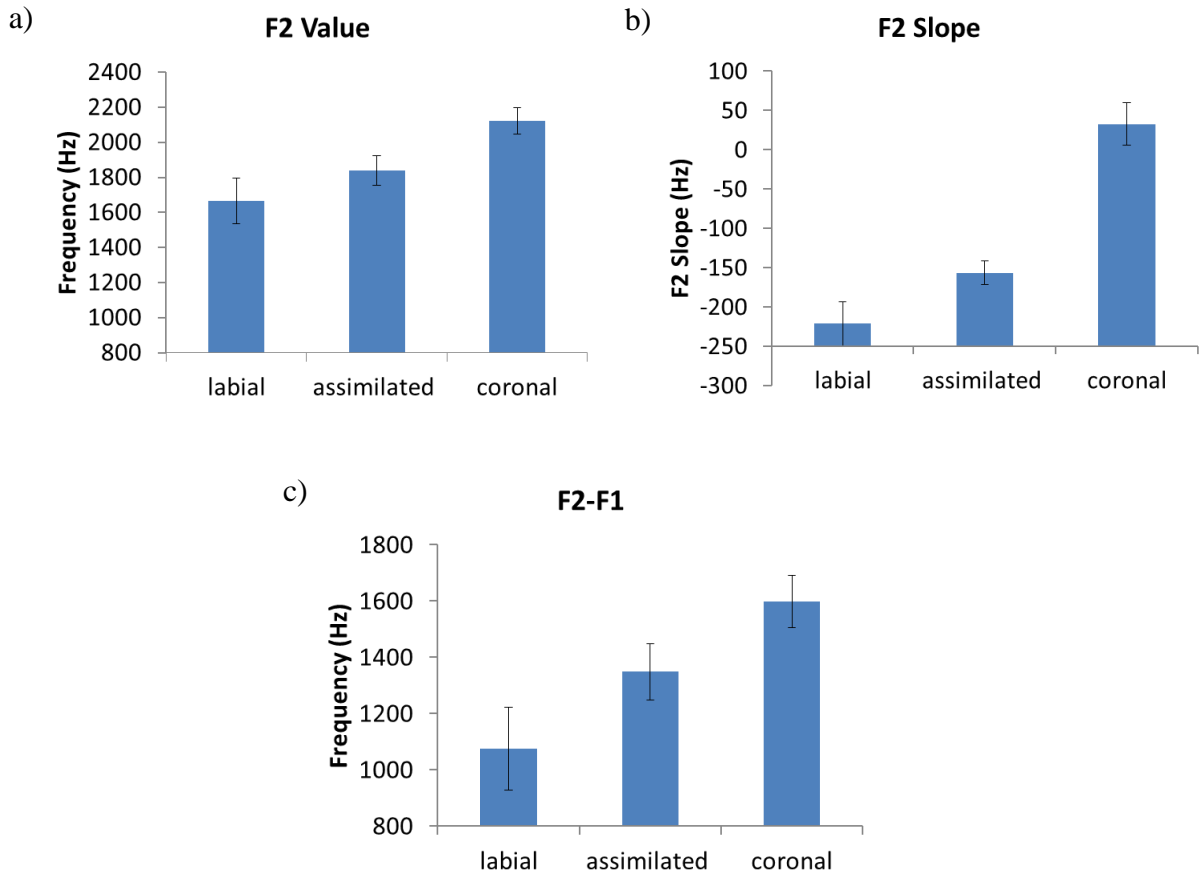 a)
F2 Value
Frequency (Hz)
2400
2200
2000
1800
1600
1400
1200
1000
800
labial assimilated coronal
b)
F2 Slope
F2 Slope (Hz)
100
50
0
-50
-100
-150
-200
-250
-300
labial assimilated coronal
c)
F2-F1
Frequency (Hz)
1800
1600
1400
1200
1000
800
labial assimilated coronal